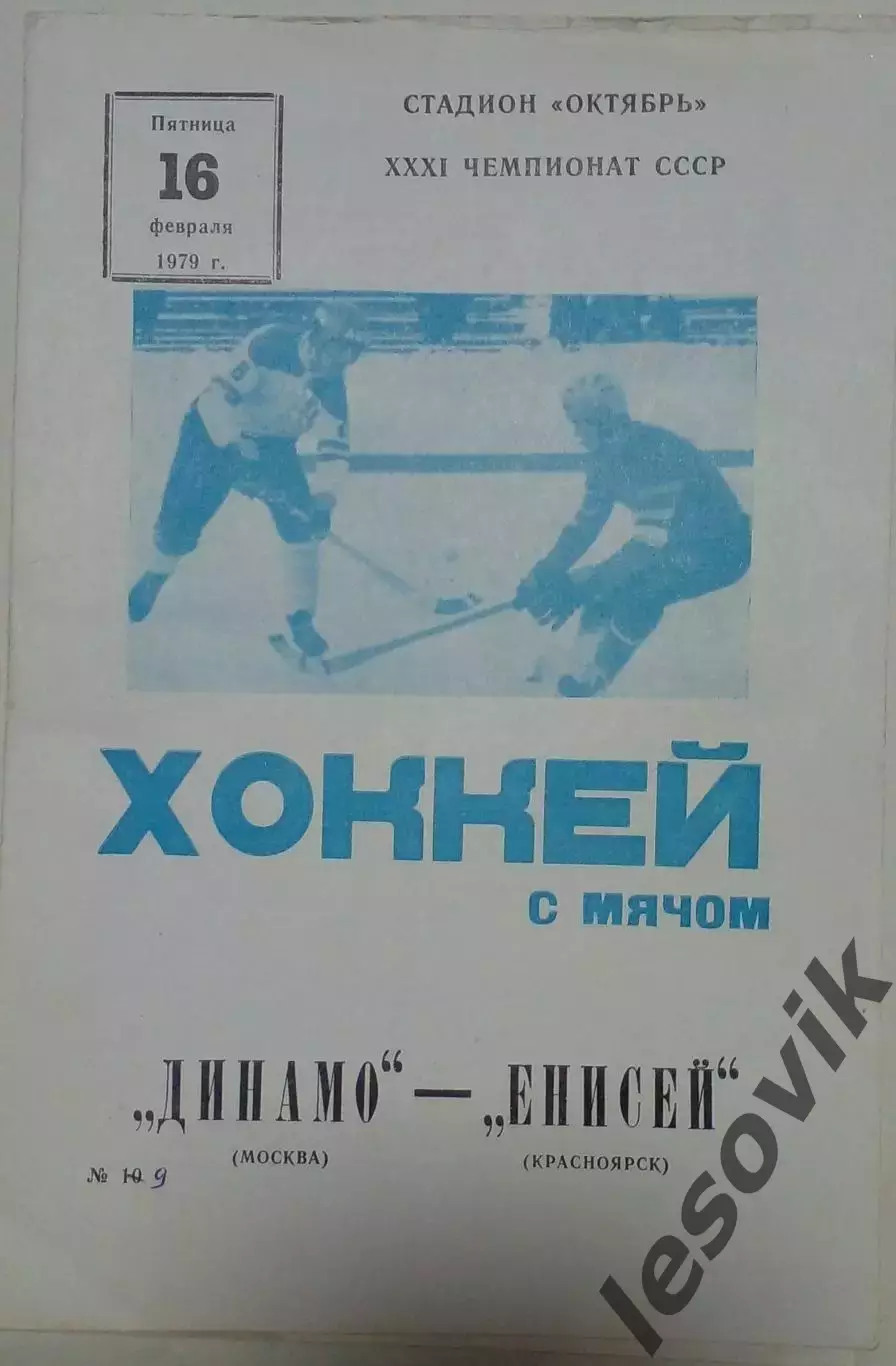 Пятница
16
февраля
1979 г.
СТАДИОН «ОКТЯБРЬ»
XXXI ЧЕМПИОНАТ СССР
ХОККЕЙ
С МЯЧОМ
„ДИНАМО“ — „ЕНИСЕЙ“
(МОСКВА) (КРАСНОЯРСК)
№ 10 9
lesovik